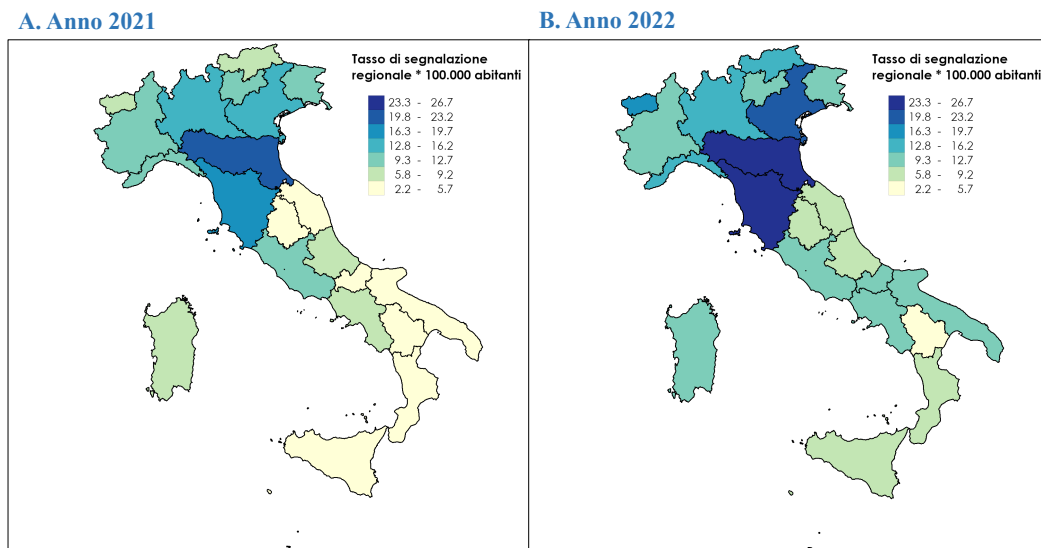 A. Anno 2021
Tasso di segnalazione
regionale * 100.000 abitanti
23.3 - 26.7
19.8 - 23.2
16.3 - 19.7
12.8 - 16.2
9.3 - 12.7
5.8 - 9.2
2.2 - 5.7
B. Anno 2022
Tasso di segnalazione
regionale * 100.000 abitanti
23.3 - 26.7
19.8 - 23.2
16.3 - 19.7
12.8 - 16.2
9.3 - 12.7
5.8 - 9.2
2.2 - 5.7